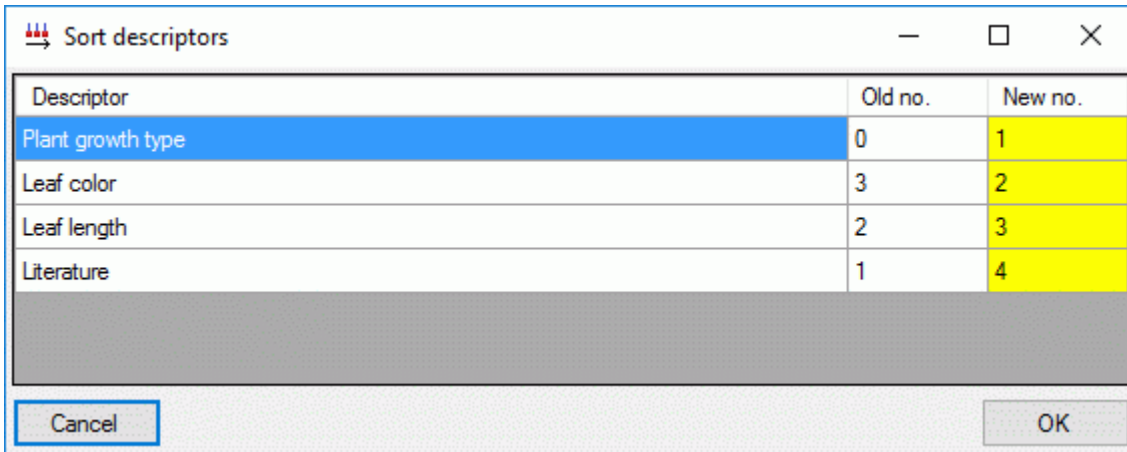 Sort descriptors
Descriptor Old no. New no.
Plant growth type 0 1
Leaf color 3 2
Leaf length 2 3
Literature 1 4
Cancel OK